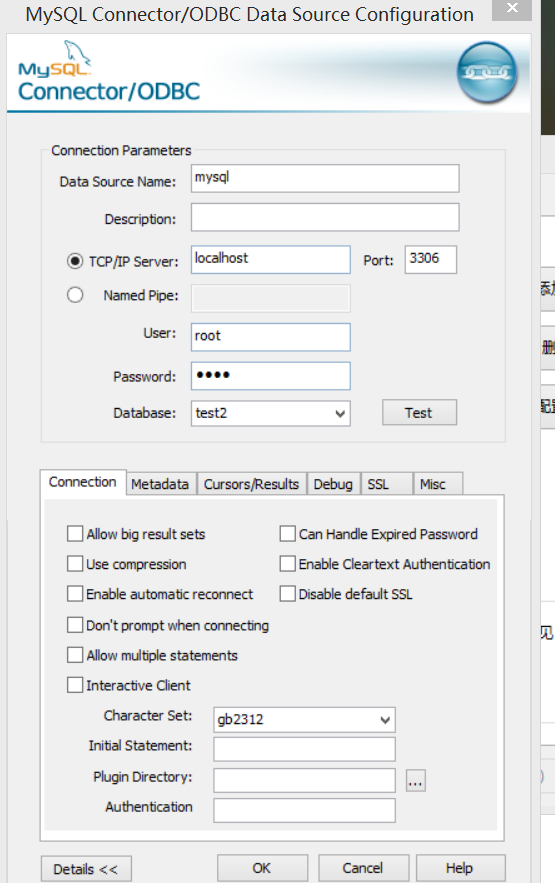 MySQL Connector/ODBC Data Source Configuration
MySQL
Connector/ODBC
Connection Parameters
Data Source Name: mysql
Description:
TCP/IP Server: localhost Port: 3306
Named Pipe:
User: root
Password: ●●●●
Database: test2 Test
Connection Metadata Cursors/Results Debug SSL Misc
Allow big result sets Can Handle Expired Password
Use compression Enable Cleartext Authentication
Enable automatic reconnect Disable default SSL
Don't prompt when connecting
Allow multiple statements
Interactive Client
Character Set: gb2312
Initial Statement:
Plugin Directory: ...
Authentication
Details << OK Cancel Help
见